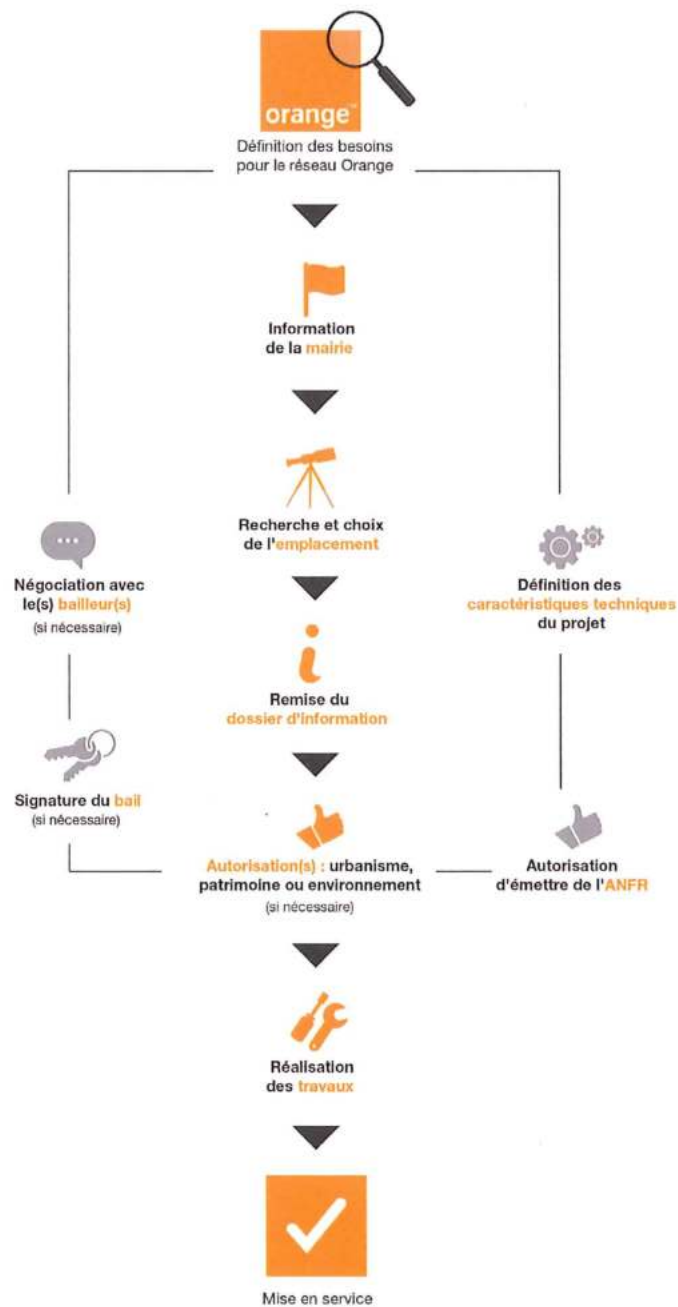 orange™
Définition des besoins
pour le réseau Orange
Information
de la mairie
Recherche et choix
de l'emplacement
Négociation avec
le(s) bailleur(s)
(si nécessaire)
Définition des
caractéristiques techniques
du projet
Remise du
dossier d'information
Signature du bail
(si nécessaire)
Autorisation(s) : urbanisme,
patrimoine ou environnement
(si nécessaire)
Autorisation
d'émettre de l'ANFR
Réalisation
des travaux
Mise en service